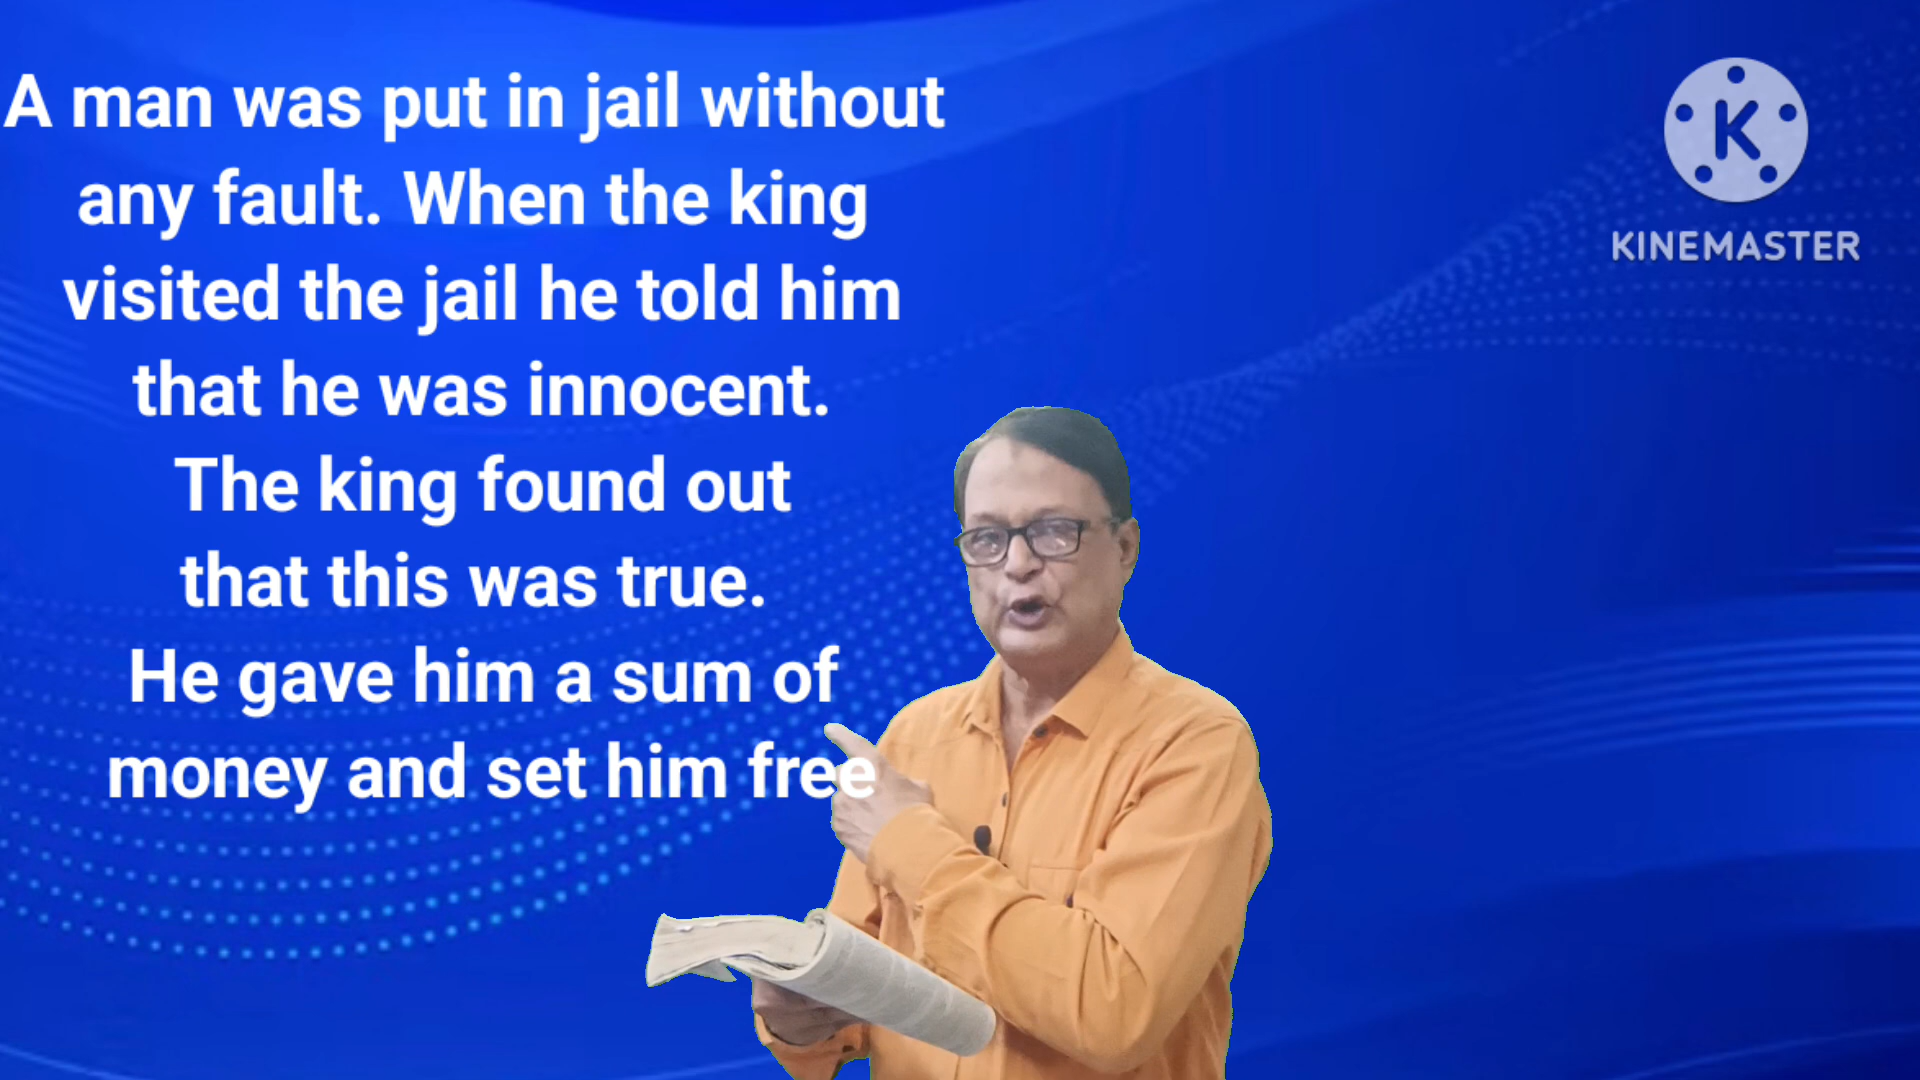 A man was put in jail without
any fault. When the king
visited the jail he told him
that he was innocent.
The king found out
that this was true.
He gave him a sum of
money and set him free
K
KINEMASTER